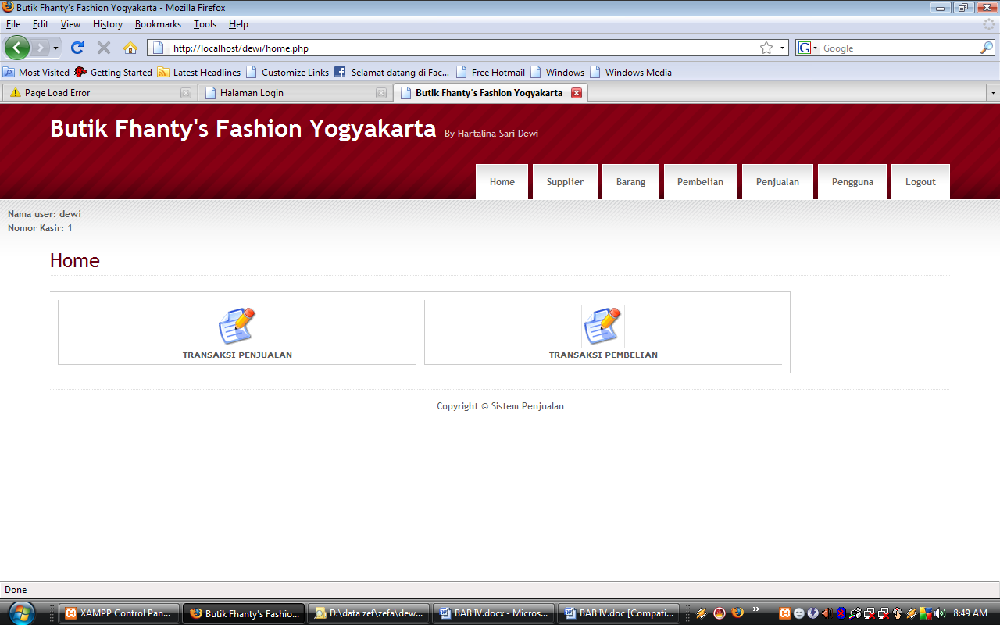 Butik Fhanty's Fashion Yogyakarta - Mozilla Firefox
File Edit View History Bookmarks Tools Help
http://localhost/dewi/home.php
G Google
Most Visited Getting Started Latest Headlines Customize Links Selamat datang di Fac... Free Hotmail Windows Windows Media
Page Load Error Halaman Login Butik Fhanty's Fashion Yogyakarta
Butik Fhanty's Fashion Yogyakarta By Hartalina Sari Dewi
Home Supplier Barang Pembelian Penjualan Pengguna Logout
Nama user: dewi
Nomor Kasir: 1
Home
TRANSAKSI PENJUALAN TRANSAKSI PEMBELIAN
Copyright © Sistem Penjualan
Done
XAMPP Control Pan... Butik Fhanty's Fashio... D:\data zef\zefa\dew... BAB IV.docx - Micros... BAB IV.doc [Compati... 8:49 AM